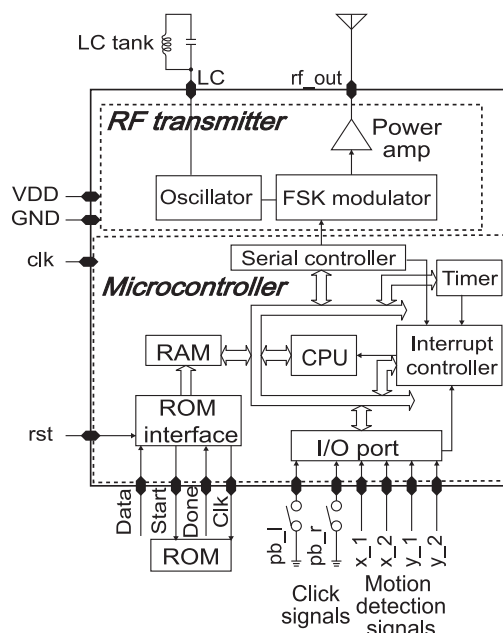 LC tank
LC
rf_out
RF transmitter
Power
amp
VDD
GND
Oscillator
FSK modulator
clk
Serial controller
Microcontroller
Timer
RAM
CPU
Interrupt
controller
ROM
interface
rst
I/O port
Data
Start
Done
Clk
pb_l
pb_r
x_1
x_2
y_1
y_2
ROM
Click
signals
Motion
detection
signals